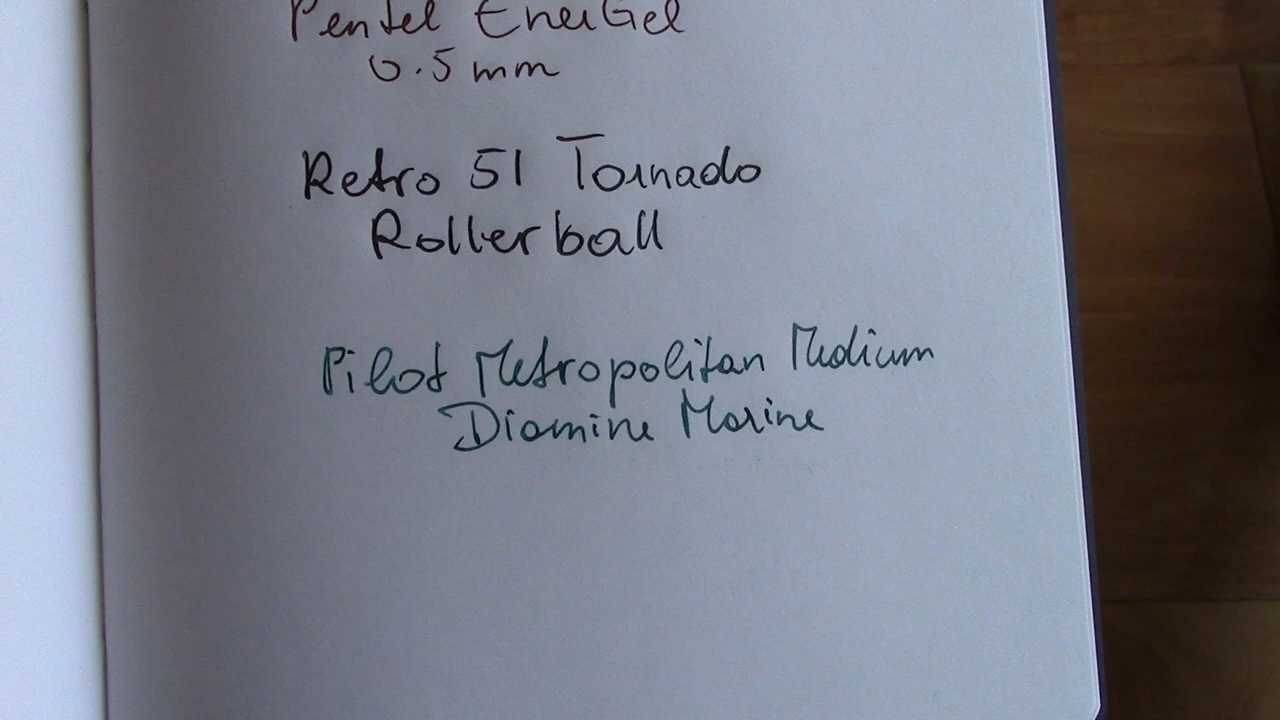 Pentel EnerGel
0.5mm
Retro 51 Tornado
Rollerball
Pilot Metropolitan Medium
Diamine Marine